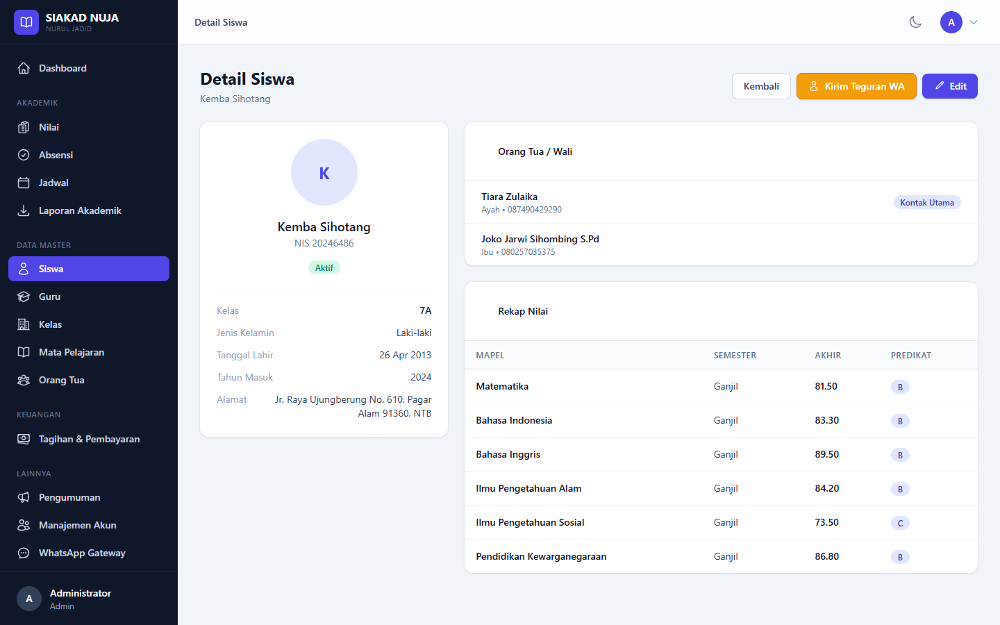 SIAKAD NUJA
NURUL JADID
Dashboard
AKADEMIK
Nilai
Absensi
Jadwal
Laporan Akademik
DATA MASTER
Siswa
Guru
Kelas
Mata Pelajaran
Orang Tua
KEUANGAN
Tagihan & Pembayaran
LAINNYA
Pengumuman
Manajemen Akun
WhatsApp Gateway
A
Administrator
Admin
Detail Siswa
A
Detail Siswa
Kemba Sihotang
Kembali
Kirim Teguran WA
Edit
K
Kemba Sihotang
NIS 20246486
Aktif
Kelas 7A
Jenis Kelamin Laki-laki
Tanggal Lahir 26 Apr 2013
Tahun Masuk 2024
Alamat Jr. Raya Ujungberung No. 610, Pagar
Alam 91360, NTB
Orang Tua / Wali
Tiara Zulaika
Ayah • 087490429290
Kontak Utama
Joko Jarwi Sihombing S.Pd
Ibu • 080257035375
Rekap Nilai
MAPEL SEMESTER AKHIR PREDIKAT
Matematika Ganjil 81.50 B
Bahasa Indonesia Ganjil 83.30 B
Bahasa Inggris Ganjil 89.50 B
Ilmu Pengetahuan Alam Ganjil 84.20 B
Ilmu Pengetahuan Sosial Ganjil 73.50 C
Pendidikan Kewarganegaraan Ganjil 86.80 B